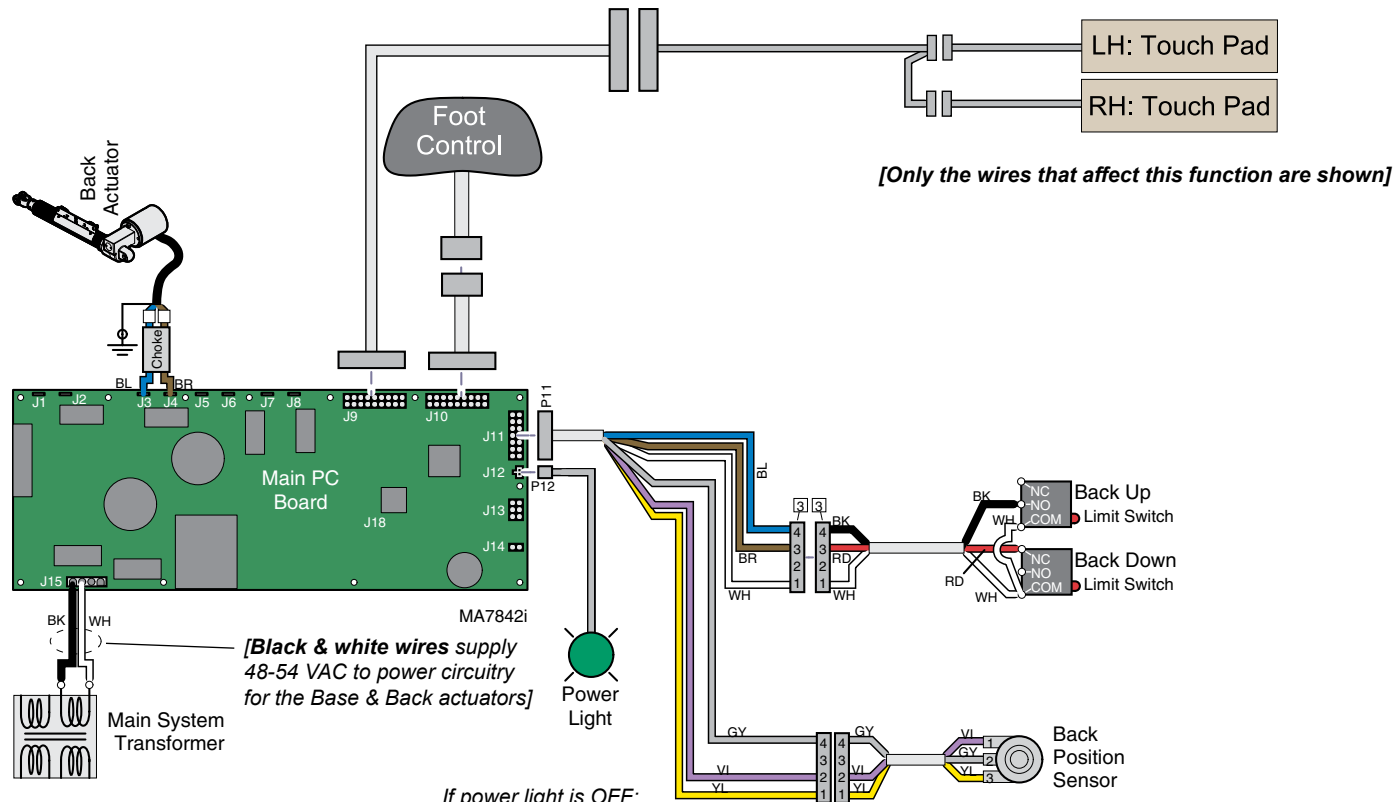 LH: Touch Pad
RH: Touch Pad
Foot
Control
[Only the wires that affect this function are shown]
Back
Actuator
Choke
BL
BR
J1
J2
J3
J4
J5
J6
J7
J8
J9
J10
P11
J11
J12
P12
J13
J14
J15
J18
Main PC
Board
MA7842i
BK
WH
[Black & white wires supply
48-54 VAC to power circuitry
for the Base & Back actuators]
Main System
Transformer
Power
Light
BL
BR
WH
3 3
4 4
3 3
2 2
1 1
BK
RD
WH
BK
WH
RD
WH
NC
NO
COM
Back Up
Limit Switch
NC
NO
COM
Back Down
Limit Switch
GY
VI
YL
4 4
3 3
2 2
1 1
GY
VI
YL
VI
GY
YL
1
2
3
Back
Position
Sensor
If power light is OFF: